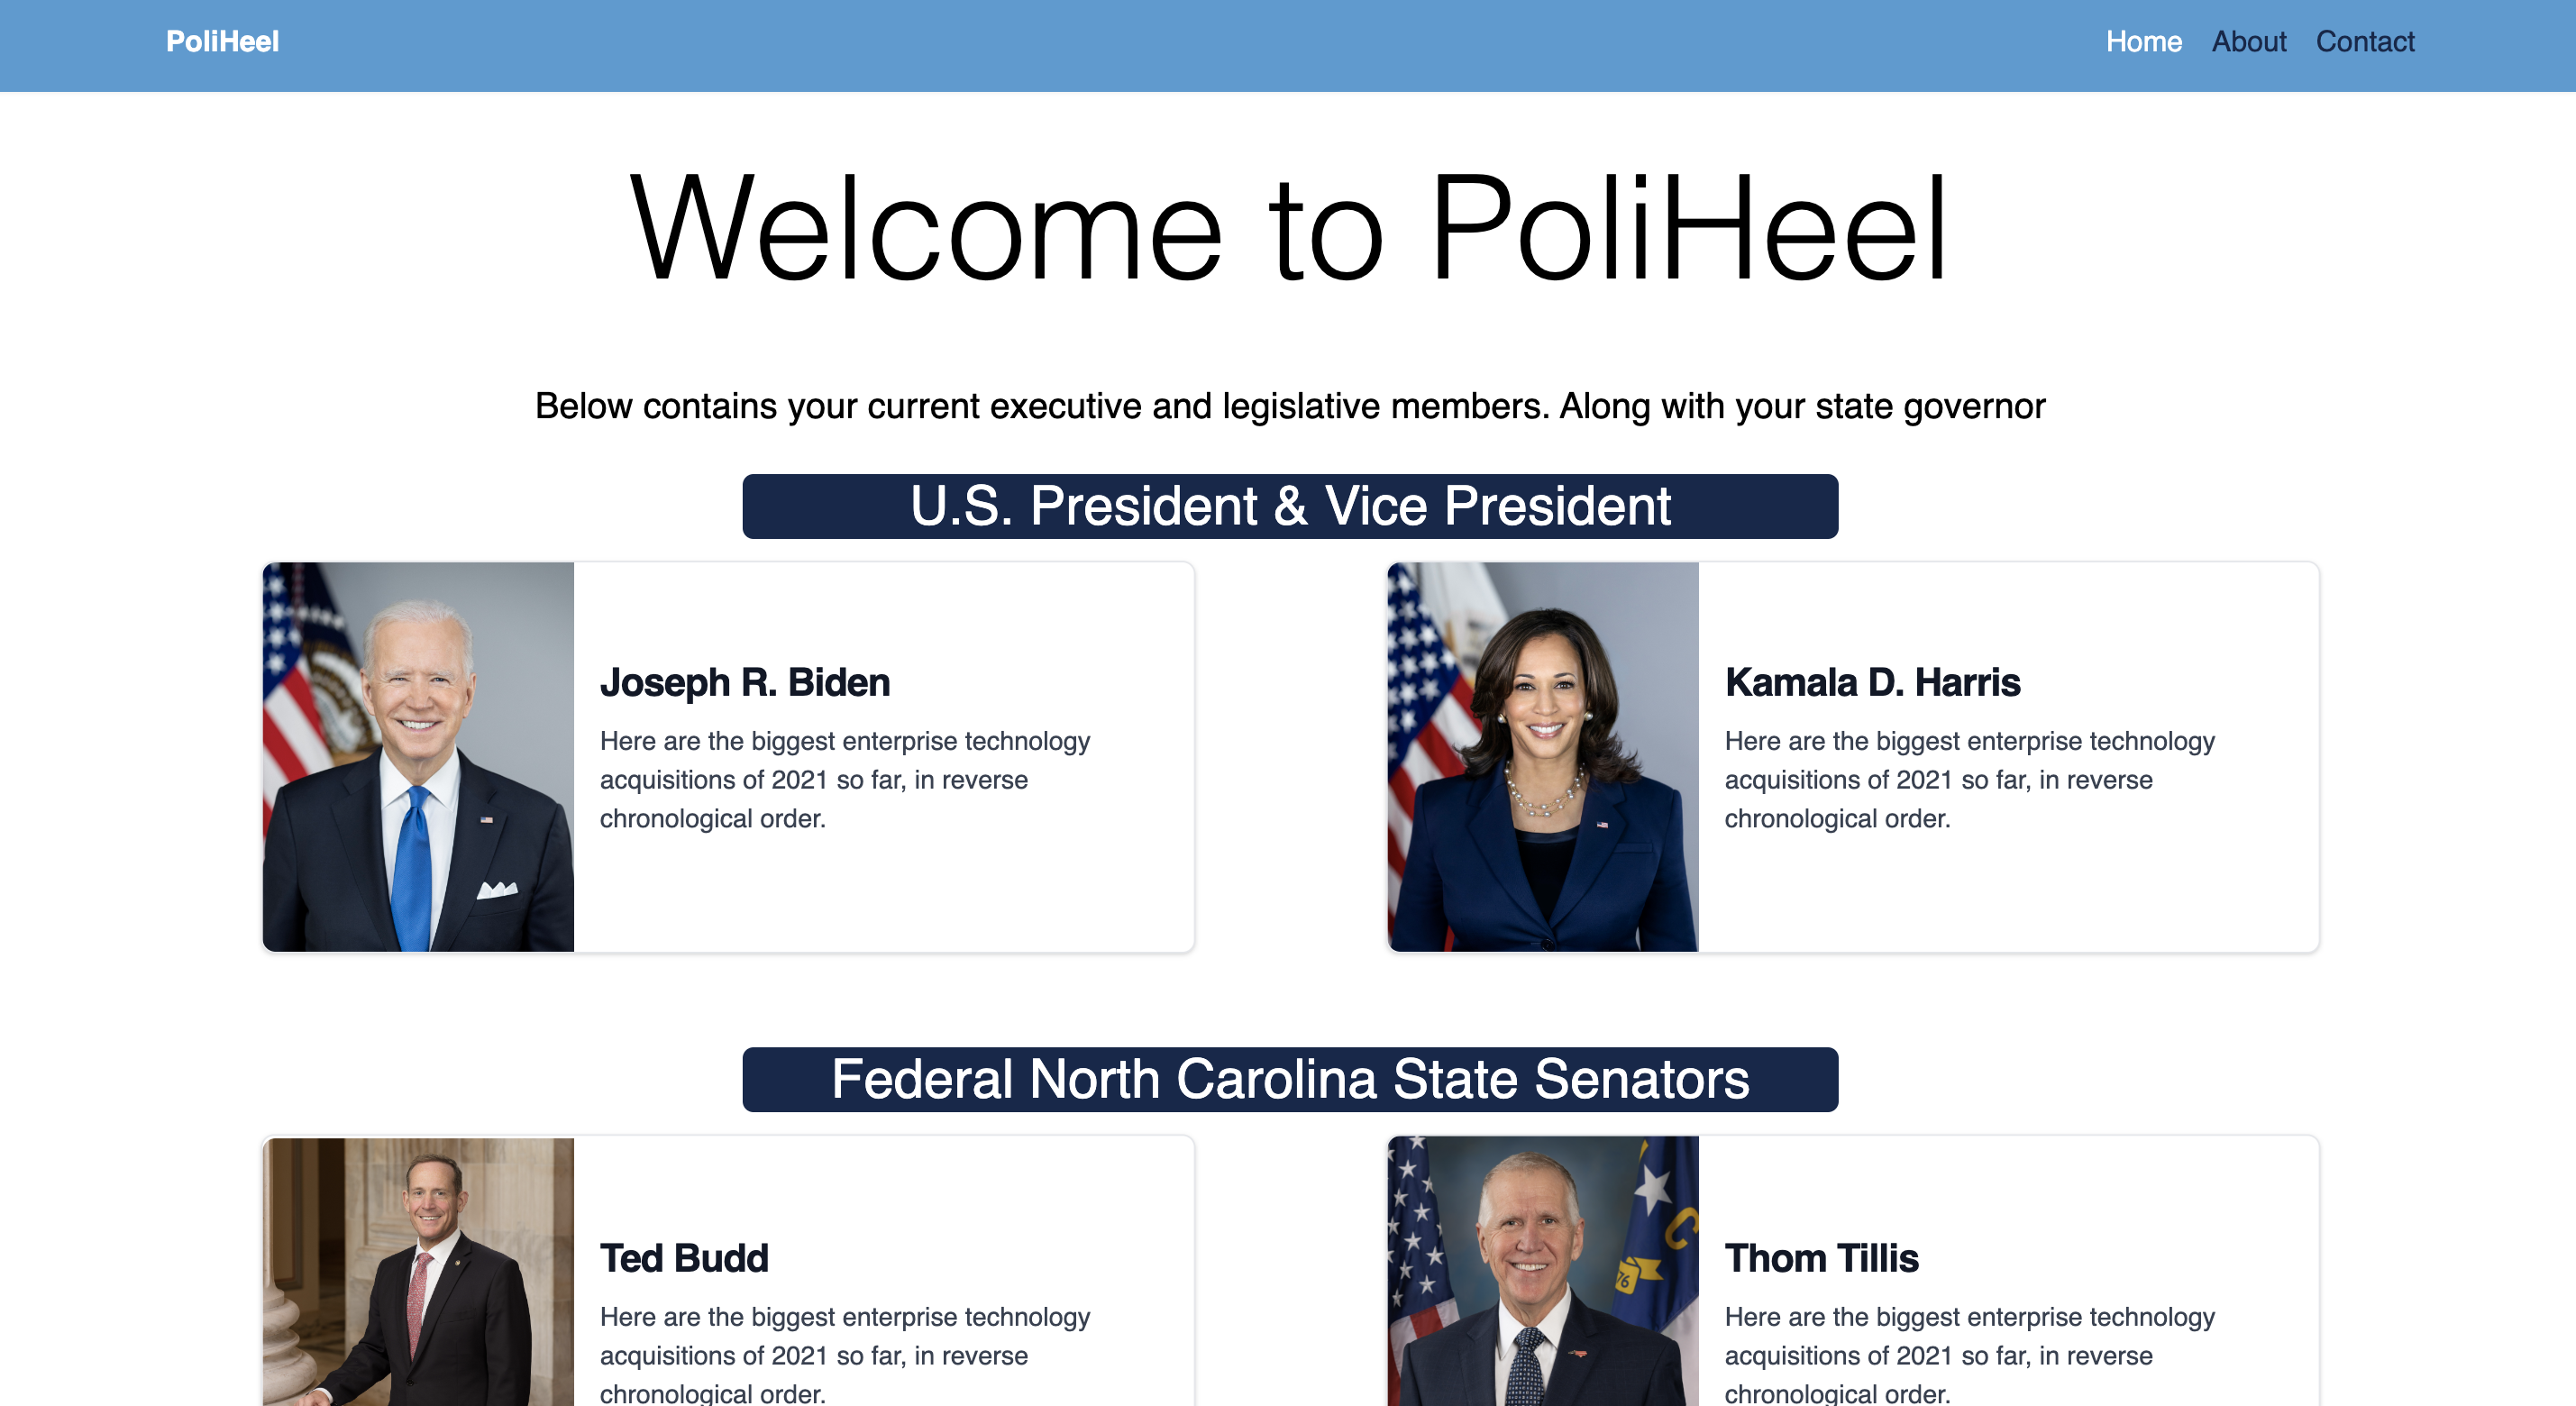 PoliHeel
Home About Contact
Welcome to PoliHeel
Below contains your current executive and legislative members. Along with your state governor
U.S. President & Vice President
Joseph R. Biden
Here are the biggest enterprise technology
acquisitions of 2021 so far, in reverse
chronological order.
Kamala D. Harris
Here are the biggest enterprise technology
acquisitions of 2021 so far, in reverse
chronological order.
Federal North Carolina State Senators
Ted Budd
Here are the biggest enterprise technology
acquisitions of 2021 so far, in reverse
chronological order.
C
76
Thom Tillis
Here are the biggest enterprise technology
acquisitions of 2021 so far, in reverse
chronological order.